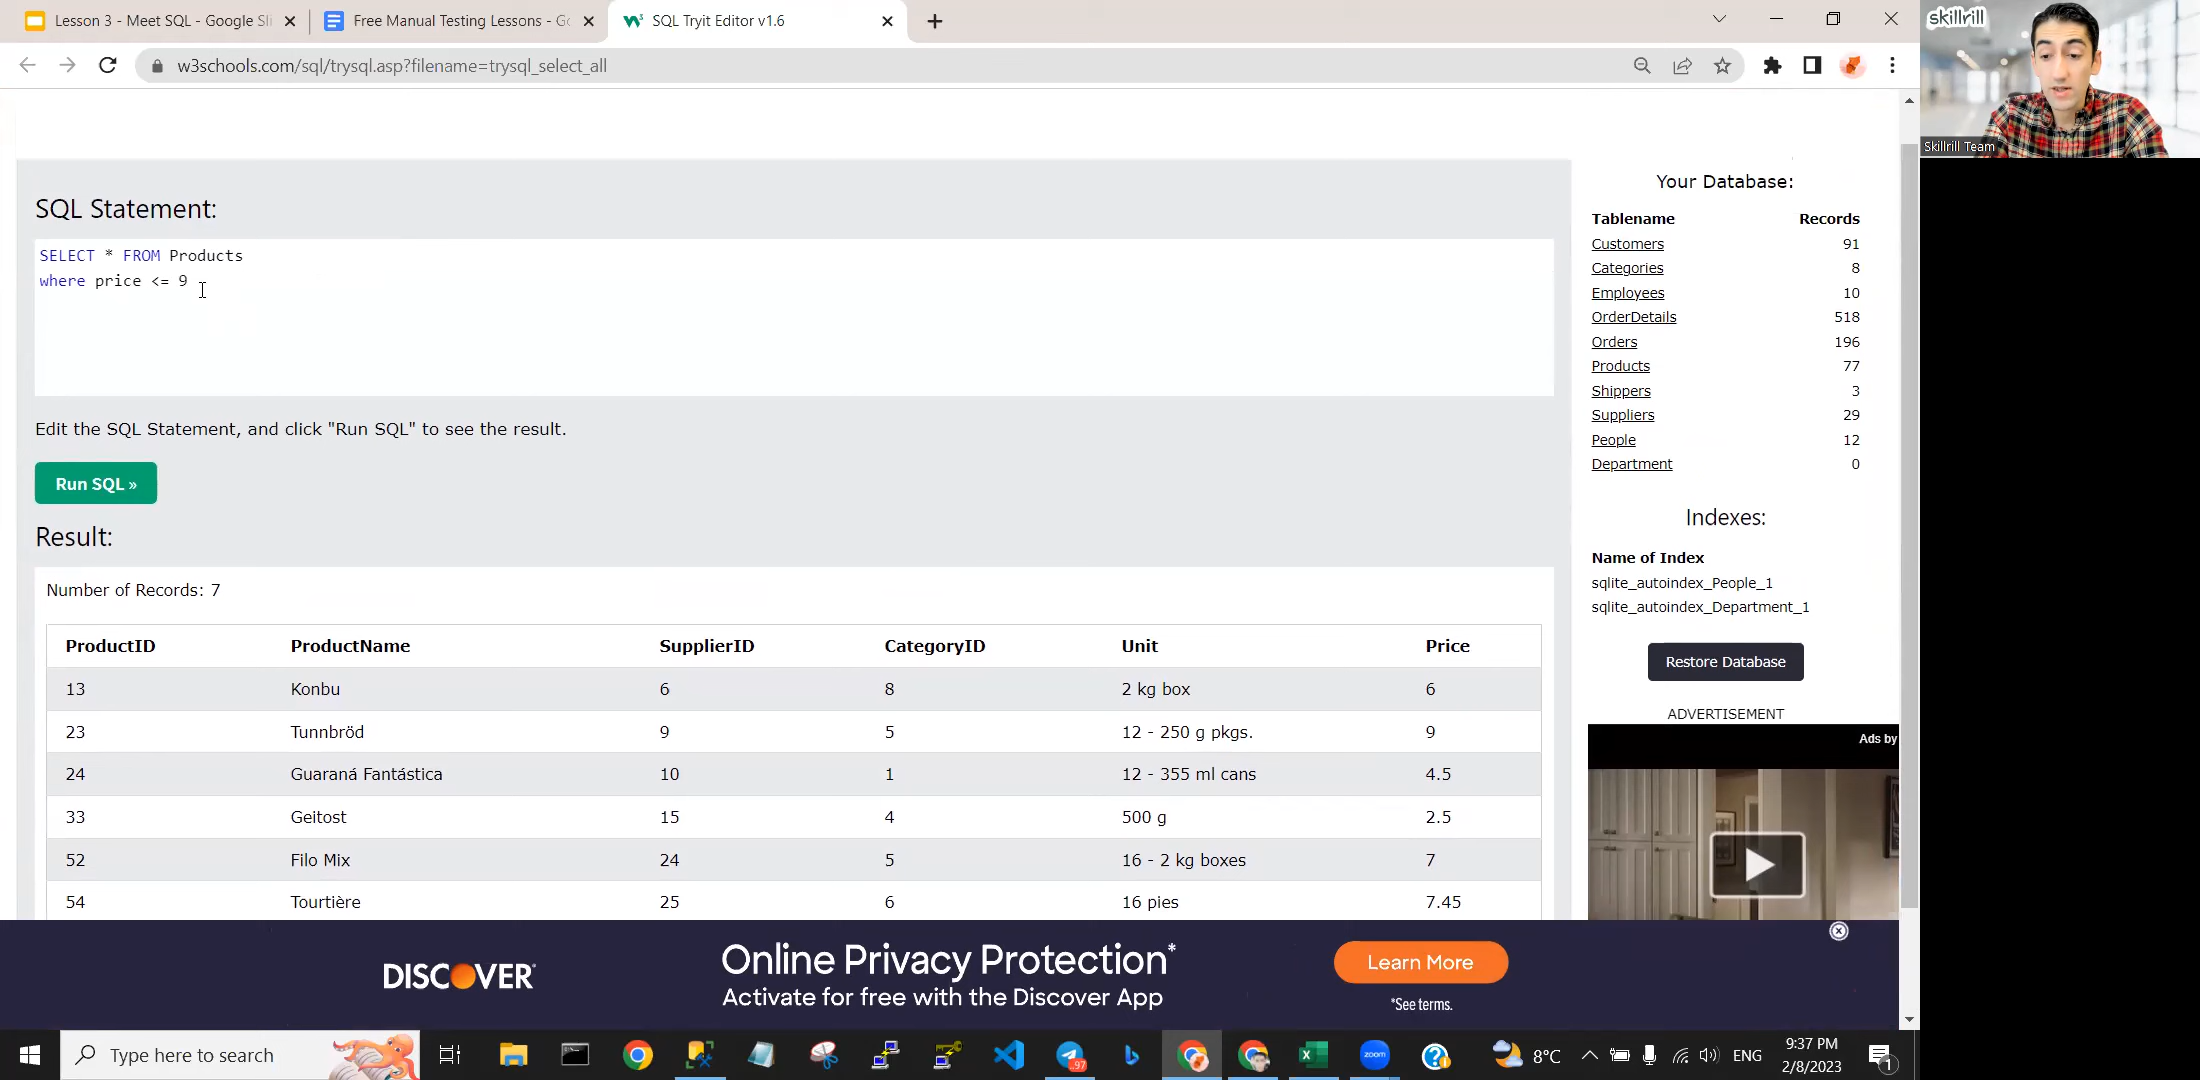 Lesson 3 - Meet SQL - Google Sli
Free Manual Testing Lessons - Go
SQL Tryit Editor v1.6
w3schools.com/sql/trysql.asp?filename=trysql_select_all
skillrill
Skillrill Team
SQL Statement:
SELECT * FROM Products
where price <= 9
Edit the SQL Statement, and click "Run SQL" to see the result.
Run SQL »
Result:
Number of Records: 7
ProductID ProductName SupplierID CategoryID Unit Price
13 Konbu 6 8 2 kg box 6
23 Tunnbröd 9 5 12 - 250 g pkgs. 9
24 Guaraná Fantástica 10 1 12 - 355 ml cans 4.5
33 Geitost 15 4 500 g 2.5
52 Filo Mix 24 5 16 - 2 kg boxes 7
54 Tourtière 25 6 16 pies 7.45
Your Database:
Tablename Records
Customers 91
Categories 8
Employees 10
OrderDetails 518
Orders 196
Products 77
Shippers 3
Suppliers 29
People 12
Department 0
Indexes:
Name of Index
sqlite_autoindex_People_1
sqlite_autoindex_Department_1
Restore Database
ADVERTISEMENT
Ads by
DISCOVER
Online Privacy Protection*
Activate for free with the Discover App
Learn More
*See terms.
Type here to search
97
zoom
8°C
ENG
9:37 PM
2/8/2023
1